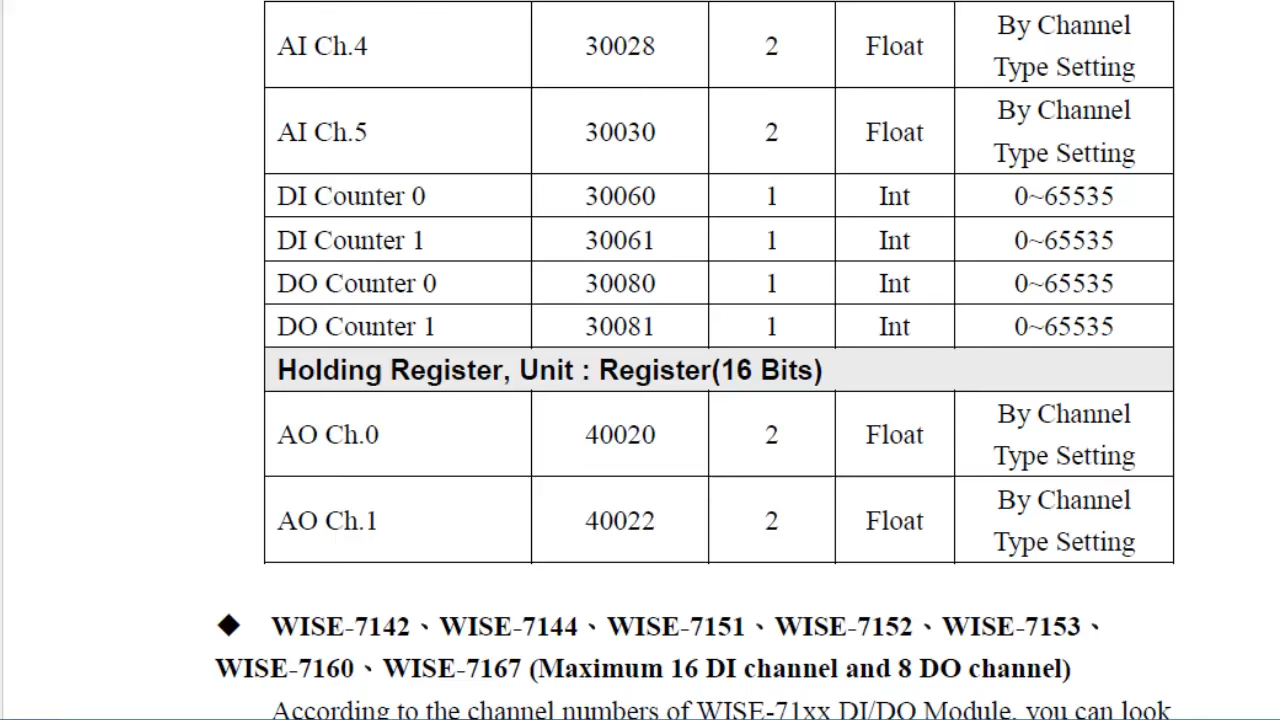 AI Ch.4 30028 2 Float By Channel Type Setting
AI Ch.5 30030 2 Float By Channel Type Setting
DI Counter 0 30060 1 Int 0~65535
DI Counter 1 30061 1 Int 0~65535
DO Counter 0 30080 1 Int 0~65535
DO Counter 1 30081 1 Int 0~65535
Holding Register, Unit : Register(16 Bits)
AO Ch.0 40020 2 Float By Channel Type Setting
AO Ch.1 40022 2 Float By Channel Type Setting
◆ WISE-7142、WISE-7144、WISE-7151、WISE-7152、WISE-7153、
WISE-7160、WISE-7167 (Maximum 16 DI channel and 8 DO channel)
According to the channel numbers of WISE-71xx DI/DO Module, you can look